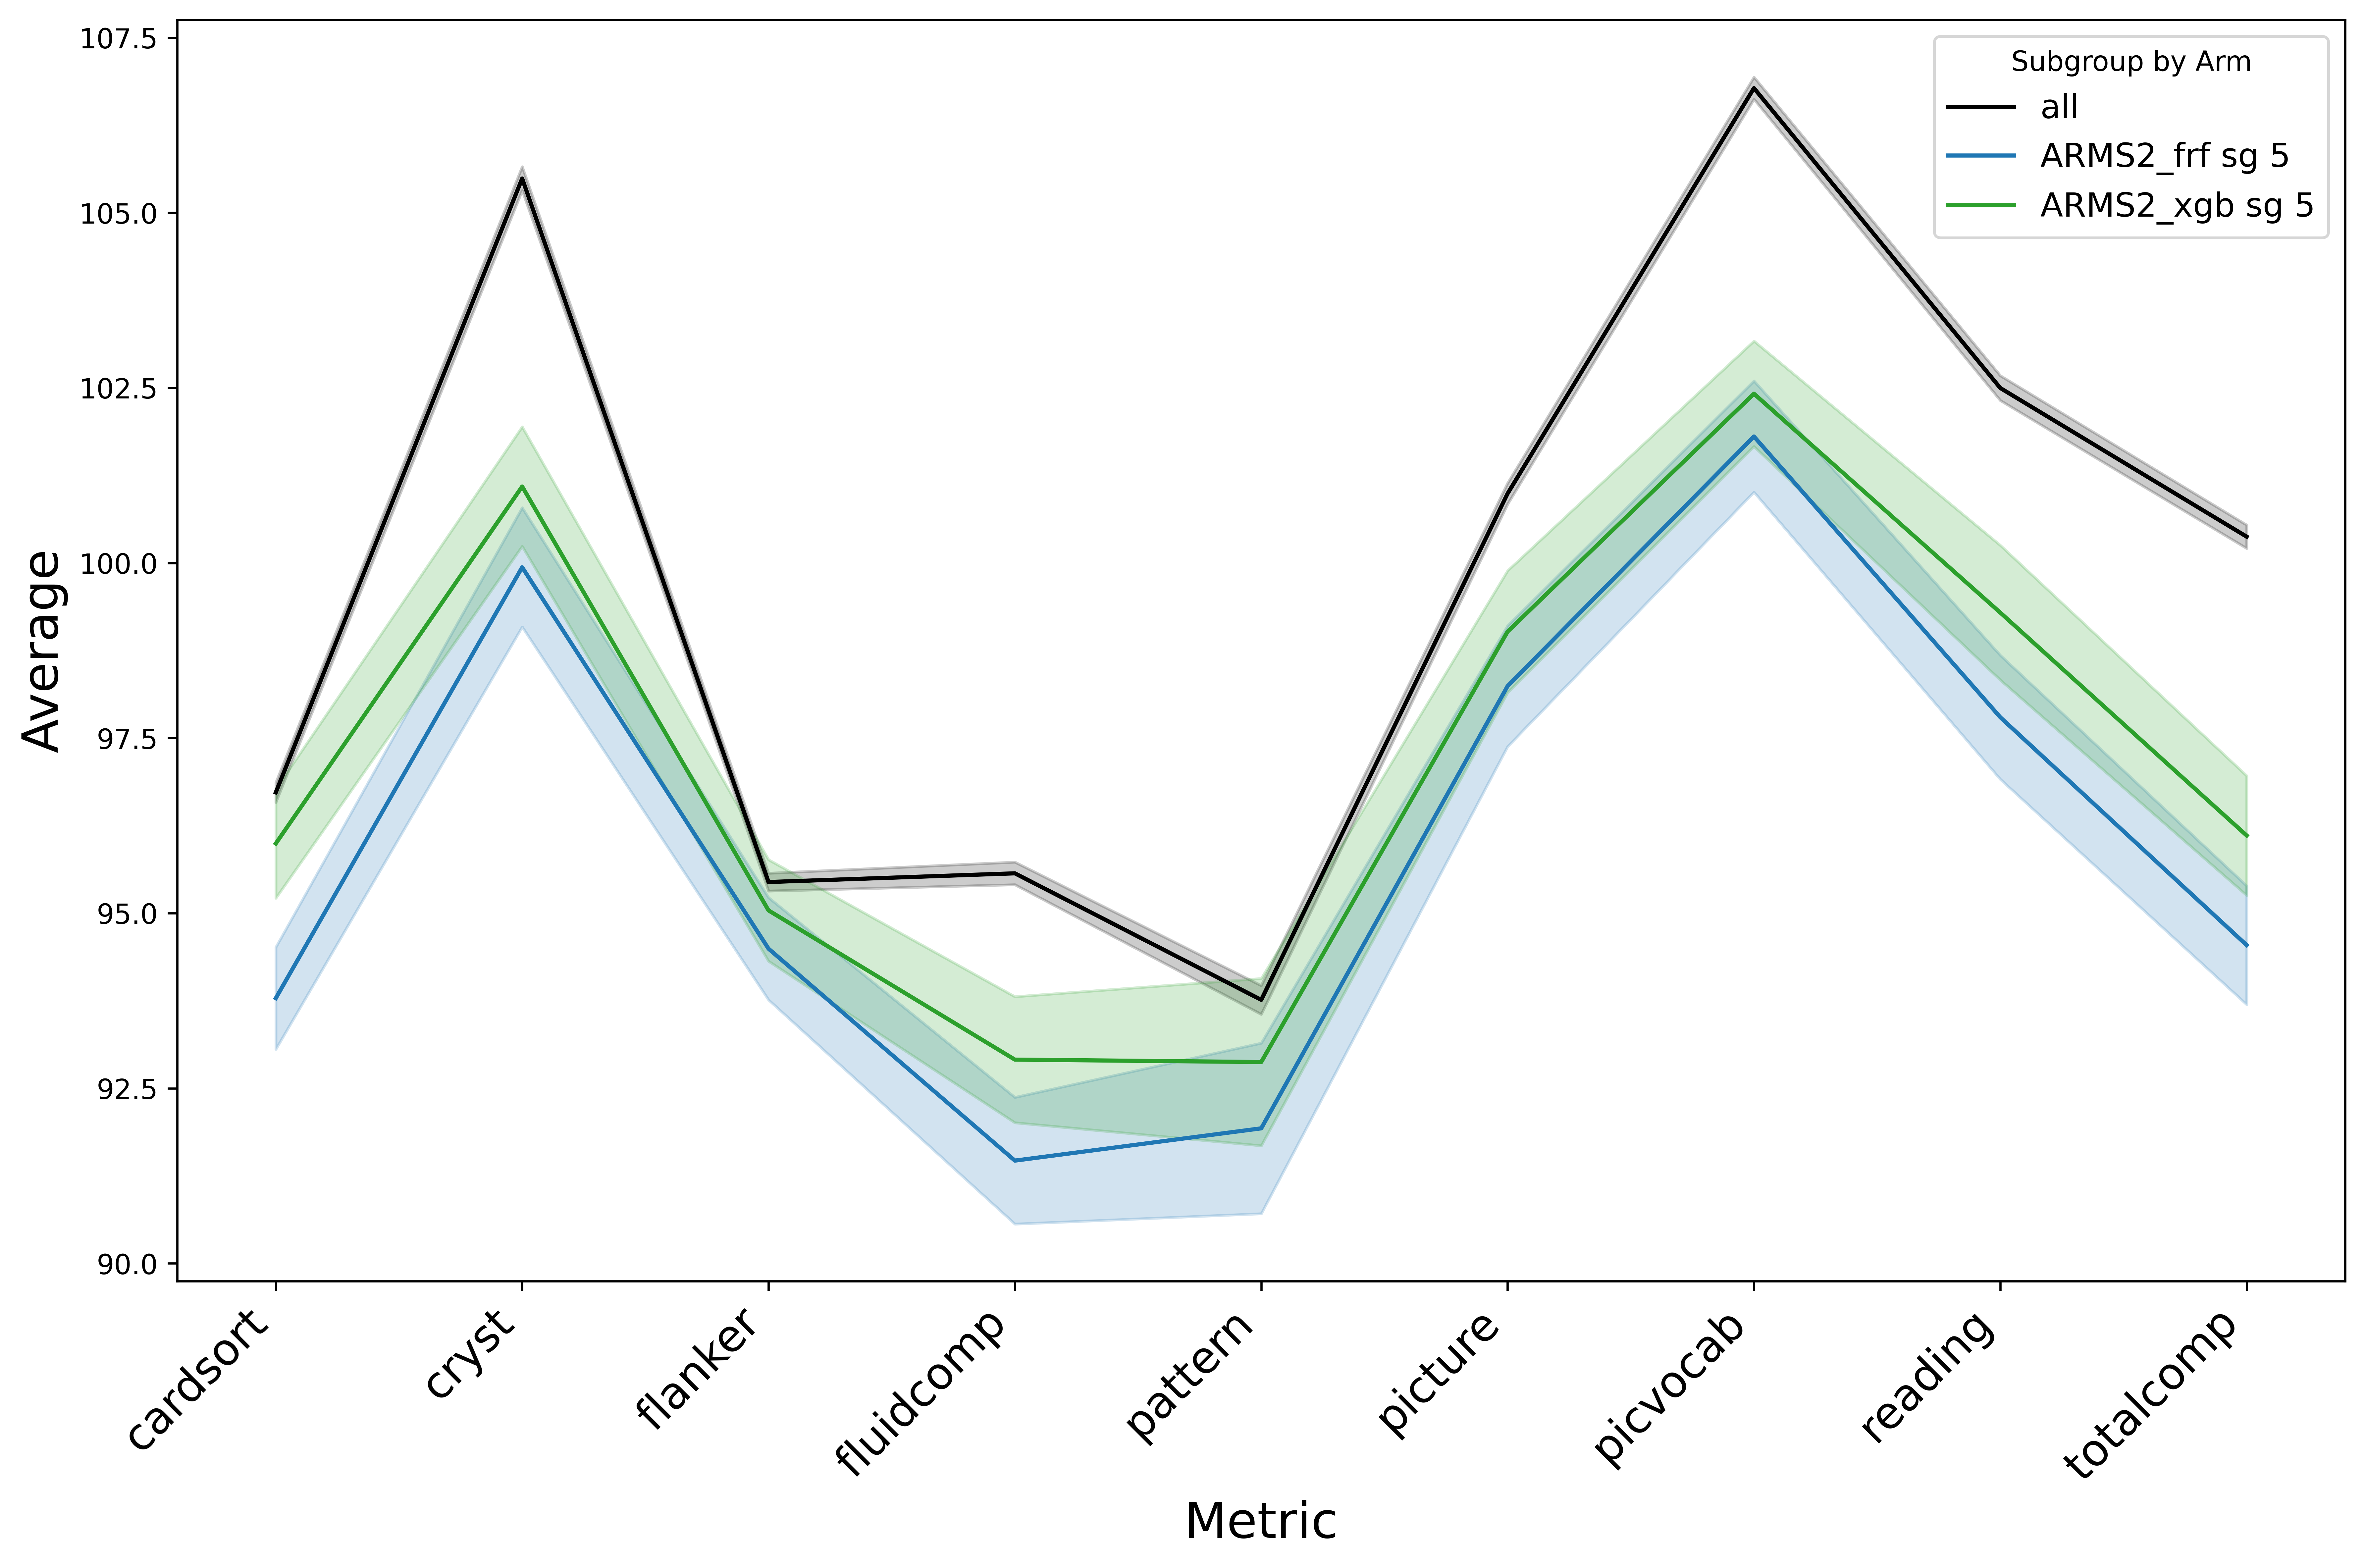 107.5
105.0
102.5
100.0
97.5
95.0
92.5
90.0
Average
Subgroup by Arm
all
ARMS2_frf sg 5
ARMS2_xgb sg 5
cardsort
cryst
flanker
fluidcomp
pattern
picture
picvocab
reading
totalcomp
Metric